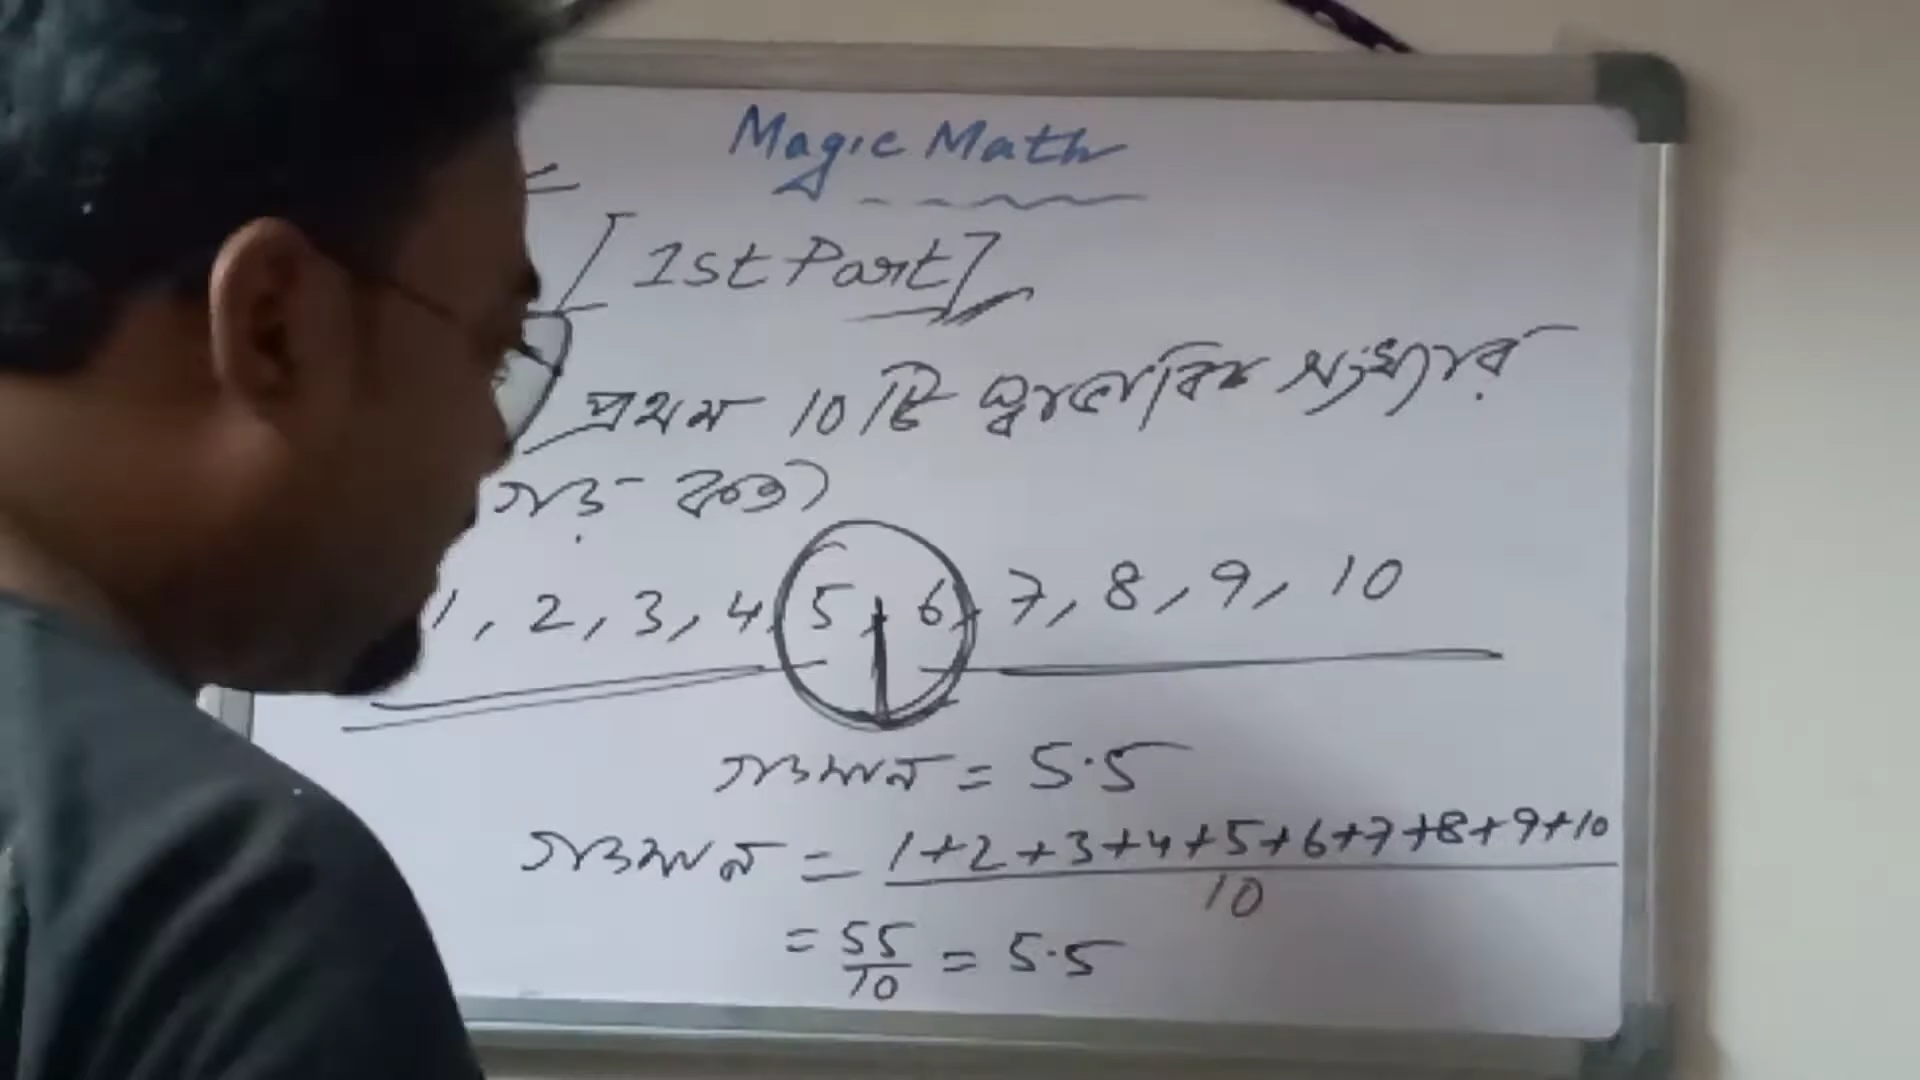 Magic Math
[1st Part]
প্রথম 10টি স্বাভাবিক সংখ্যার
গড় কত?
1, 2, 3, 4, 5, 6, 7, 8, 9, 10
গড়মান = 5.5
গড়মান = 1+2+3+4+5+6+7+8+9+10
10
= 55/10 = 5.5